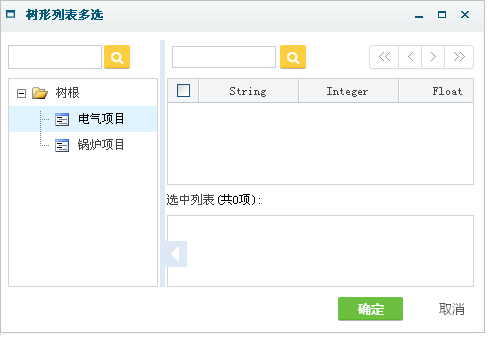 树形列表多选
树根
电气项目
锅炉项目
String Integer Float
选中列表(共0项):
确定 取消